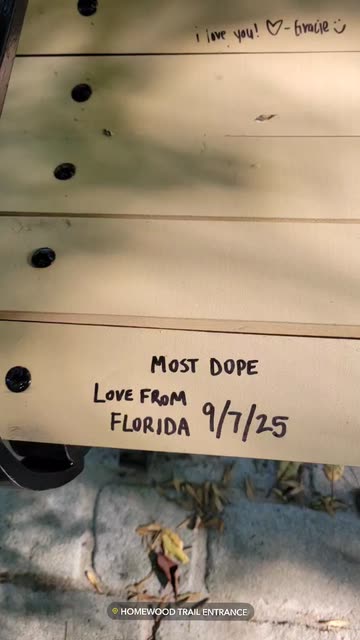 i love you! ♡ -Gracie :)
MOST DOPE
LOVE FROM
FLORIDA 9/7/25
HOMEWOOD TRAIL ENTRANCE